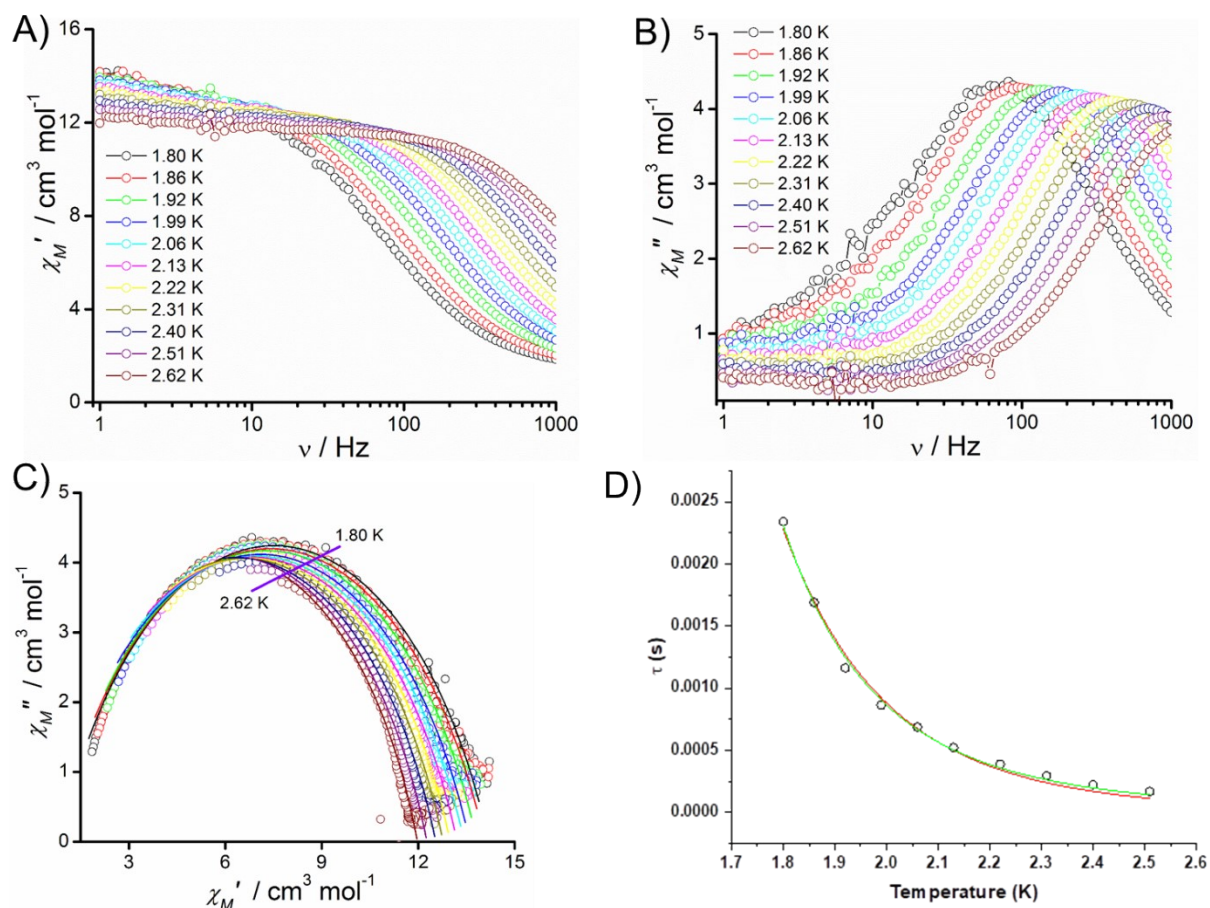 A)
16
12
8
4
0
χM′ / cm³ mol⁻¹
1.80 K
1.86 K
1.92 K
1.99 K
2.06 K
2.13 K
2.22 K
2.31 K
2.40 K
2.51 K
2.62 K
1 10 100 1000
ν / Hz
B)
5
4
3
2
1
χM″ / cm³ mol⁻¹
1.80 K
1.86 K
1.92 K
1.99 K
2.06 K
2.13 K
2.22 K
2.31 K
2.40 K
2.51 K
2.62 K
1 10 100 1000
ν / Hz
C)
5
4
3
2
1
0
χM″ / cm³ mol⁻¹
1.80 K
2.62 K
3 6 9 12 15
χM′ / cm³ mol⁻¹
D)
0.0025
0.0020
0.0015
0.0010
0.0005
0.0000
τ (s)
1.7 1.8 1.9 2.0 2.1 2.2 2.3 2.4 2.5 2.6
Temperature (K)